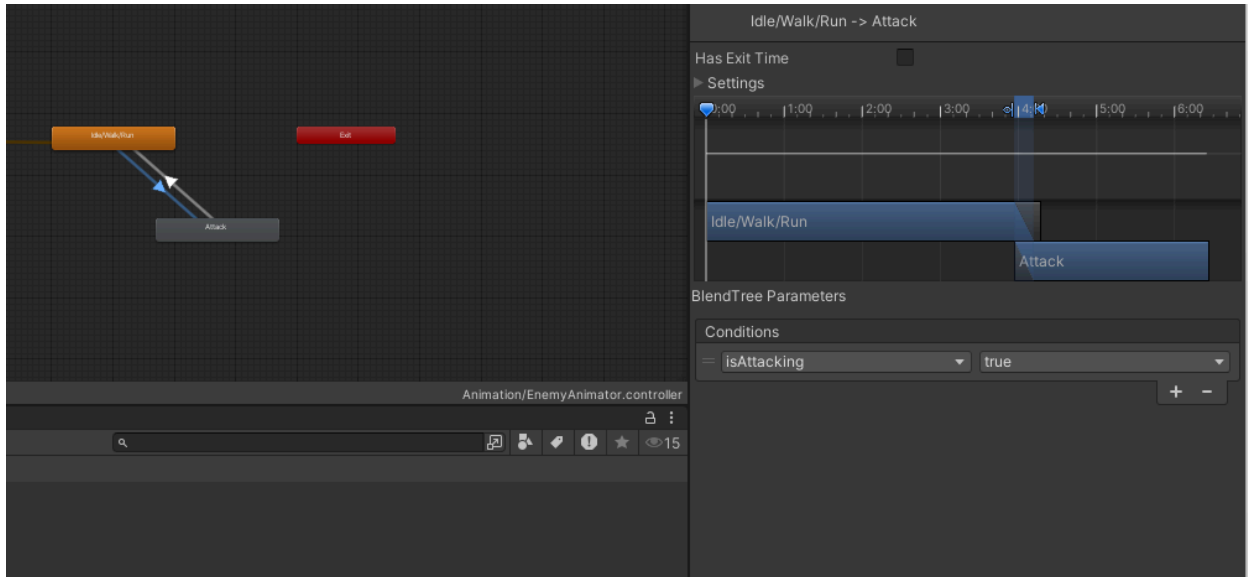 Idle/Walk/Run -> Attack
Has Exit Time
Settings
0:00 1:00 2:00 3:00 4:00 5:00 6:00
Idle/Walk/Run
Exit
Attack
Idle/Walk/Run
Attack
BlendTree Parameters
Conditions
isAttacking true
+ -
Animation/EnemyAnimator.controller
15